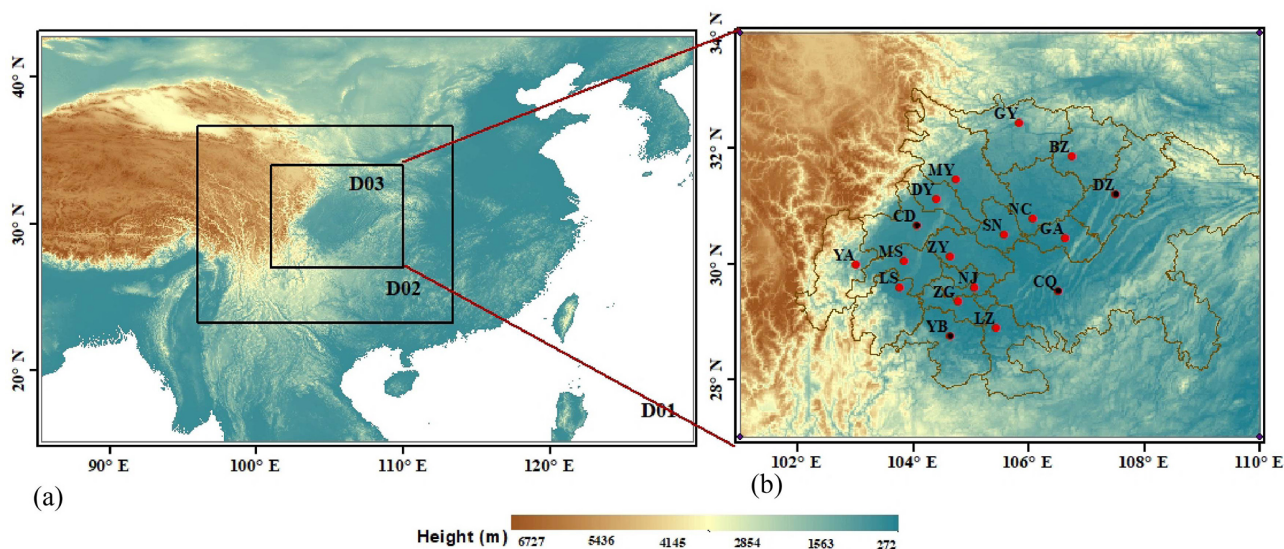 40° N
30° N
20° N
90° E
100° E
110° E
120° E
D03
D02
D01
(a)
34° N
32° N
30° N
28° N
102° E
104° E
106° E
108° E
110° E
GY
BZ
MY
DZ
DY
NC
CD
SN
GA
YA
MS
ZY
LS
NJ
CQ
ZG
LZ
YB
(b)
Height (m)
6727
5436
4145
2854
1563
272